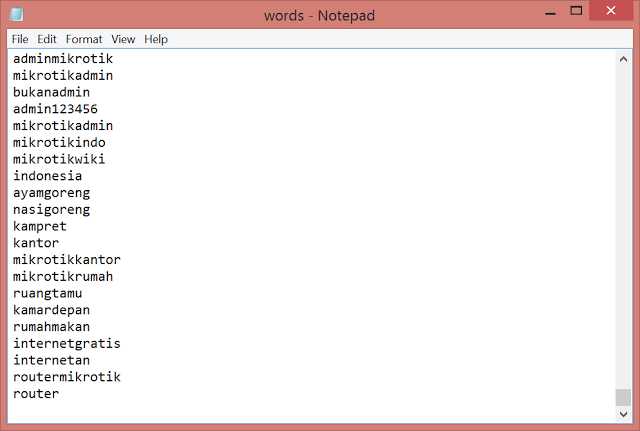 words - Notepad
File Edit Format View Help
adminmikrotik
mikrotikadmin
bukanadmin
admin123456
mikrotikadmin
mikrotikindo
mikrotikwiki
indonesia
ayamgoreng
nasigoreng
kampret
kantor
mikrotikkantor
mikrotikrumah
ruangtamu
kamardepan
rumahmakan
internetgratis
internetan
routermikrotik
router